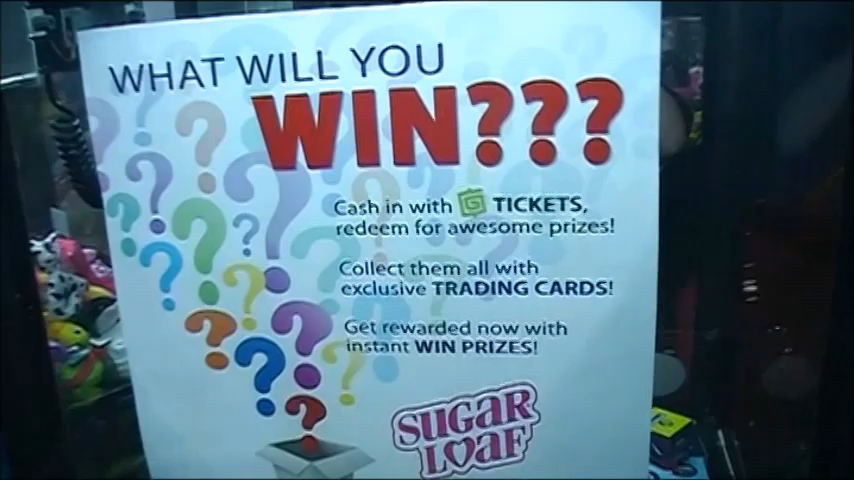 WHAT WILL YOU
WIN???
Cash in with TICKETS,
redeem for awesome prizes!
Collect them all with
exclusive TRADING CARDS!
Get rewarded now with
instant WIN PRIZES!
SUGAR
LOAF